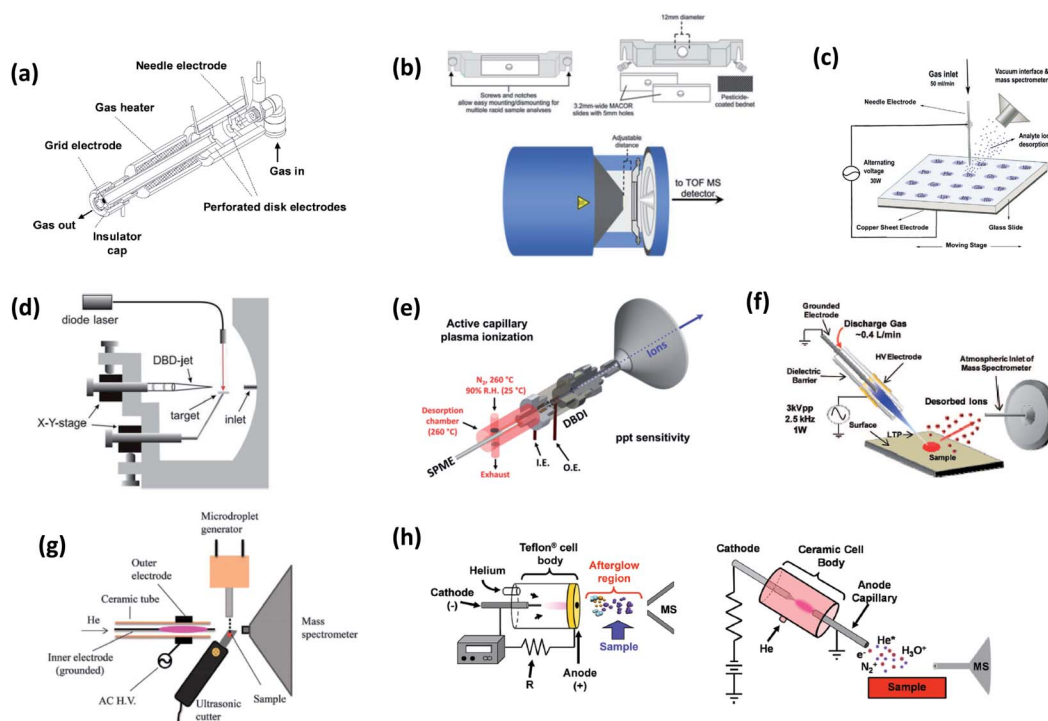 (a)
Needle electrode
Gas heater
Grid electrode
Gas in
Perforated disk electrodes
Gas out
Insulator
cap
(b)
12mm diameter
Screws and notches
allow easy mounting/dismounting for
multiple rapid sample analyses
3.2mm-wide MACOR
slides with 5mm holes
Pesticide-
coated bednet
Adjustable
distance
to TOF MS
detector
(c)
Gas inlet
50 ml/min
Vacuum interface &
mass spectrometer
Needle Electrode
Analyte Ion
desorption
Alternating
voltage
30W
Copper Sheet Electrode
Glass Slide
Moving Stage
(d)
diode laser
DBD-jet
X-Y-stage
target
inlet
(e)
Active capillary
plasma ionization
Ions
N₂, 260 °C
90% R.H. (25 °C)
Desorption
chamber
(260 °C)
DBDI
ppt sensitivity
SPME
I.E.
O.E.
Exhaust
(f)
Grounded
Electrode
Discharge Gas
~0.4 L/min
HV Electrode
Dielectric
Barrier
Atmospheric Inlet of
Mass Spectrometer
Desorbed Ions
3kVpp
2.5 kHz
1W
Surface
LTP
Sample
(g)
Microdroplet
generator
Outer
electrode
Ceramic tube
He
Mass
spectrometer
Inner electrode
(grounded)
AC H.V.
Ultrasonic
cutter
Sample
(h)
Teflon® cell
body
Helium
Afterglow
region
Cathode
(-)
MS
Sample
R
Anode
(+)
Cathode
Ceramic Cell
Body
Anode
Capillary
He
He*
e⁻
H₃O⁺
N₂⁺
MS
Sample